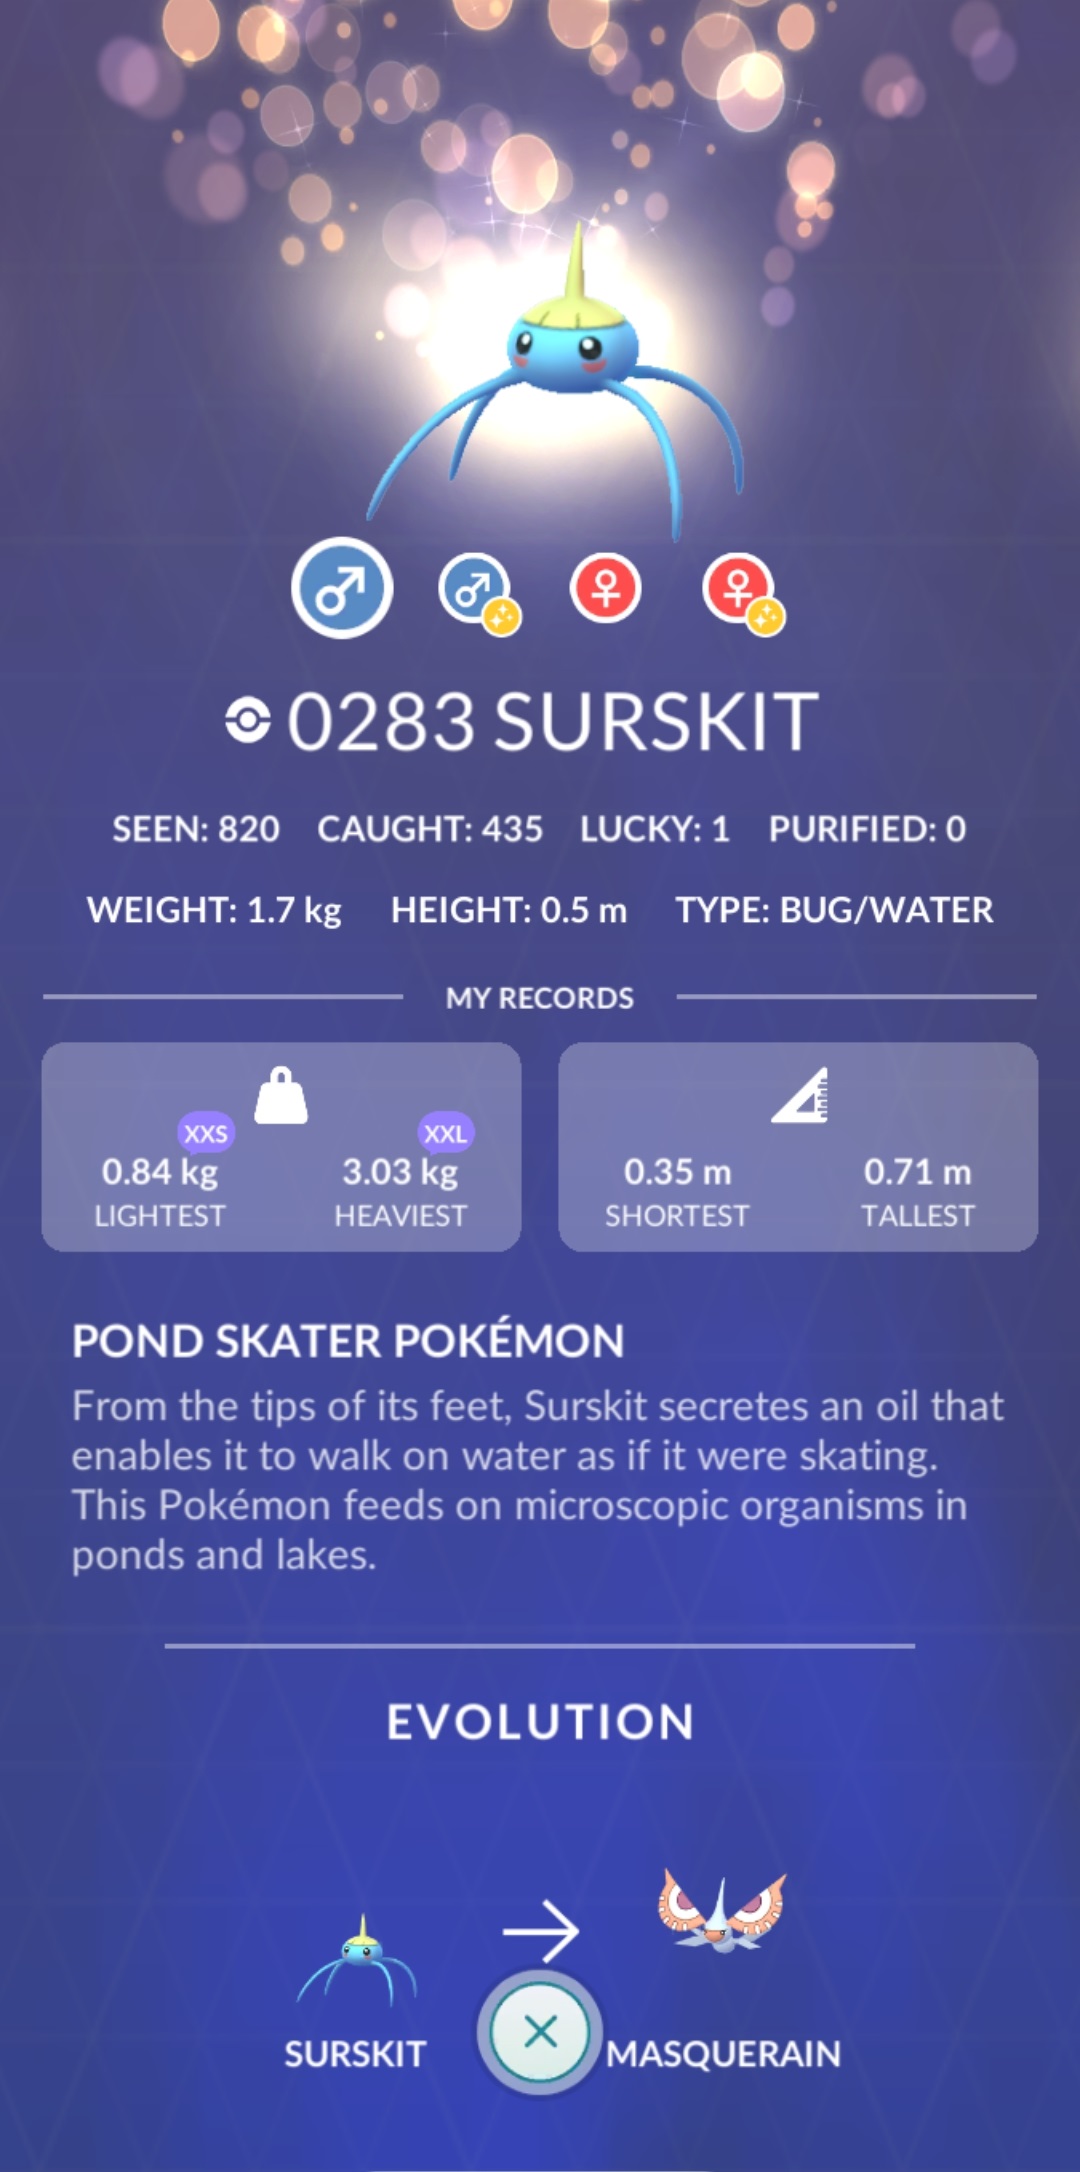 0283 SURSKIT
SEEN: 820 CAUGHT: 435 LUCKY: 1 PURIFIED: 0
WEIGHT: 1.7 kg HEIGHT: 0.5 m TYPE: BUG/WATER
MY RECORDS
XXS XXL
0.84 kg 3.03 kg 0.35 m 0.71 m
LIGHTEST HEAVIEST SHORTEST TALLEST
POND SKATER POKÉMON
From the tips of its feet, Surskit secretes an oil that
enables it to walk on water as if it were skating.
This Pokémon feeds on microscopic organisms in
ponds and lakes.
EVOLUTION
SURSKIT MASQUERAIN